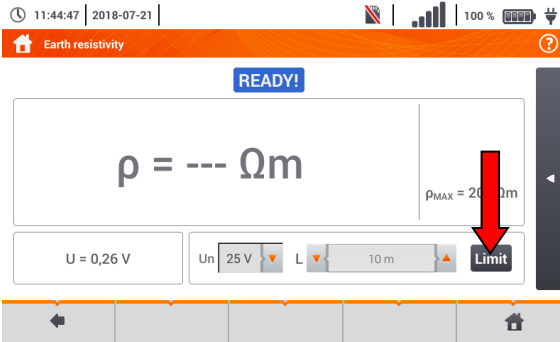 11:44:47 2018-07-21 100 %
Earth resistivity ?
READY!
ρ = --- Ωm
ρMAX = 20 Ωm
U = 0,26 V Un 25 V L 10 m Limit